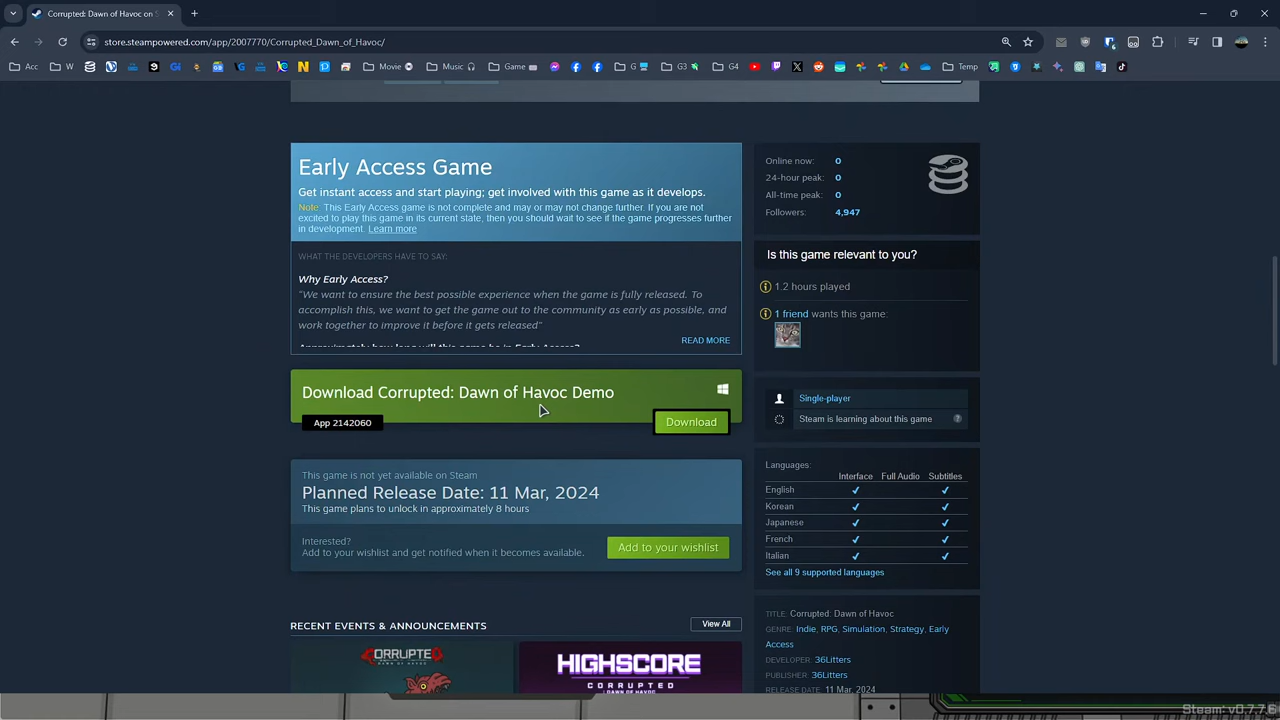 Corrupted: Dawn of Havoc on S
store.steampowered.com/app/2007770/Corrupted_Dawn_of_Havoc/
Acc
W
Movie
Music
Game
G
G3
G4
Temp
Early Access Game
Get instant access and start playing; get involved with this game as it develops.
Note: This Early Access game is not complete and may or may not change further. If you are not
excited to play this game in its current state, then you should wait to see if the game progresses further
in development. Learn more
WHAT THE DEVELOPERS HAVE TO SAY:
Why Early Access?
“We want to ensure the best possible experience when the game is fully released. To
accomplish this, we want to get the game out to the community as early as possible, and
work together to improve it before it gets released”
Approximately how long will this game be in Early Access?
READ MORE
Download Corrupted: Dawn of Havoc Demo
App 2142060
Download
This game is not yet available on Steam
Planned Release Date: 11 Mar, 2024
This game plans to unlock in approximately 8 hours
Interested?
Add to your wishlist and get notified when it becomes available.
Add to your wishlist
RECENT EVENTS & ANNOUNCEMENTS
View All
CORRUPTED
DAWN OF HAVOC
HIGHSCORE
CORRUPTED
Online now: 0
24-hour peak: 0
All-time peak: 0
Followers: 4,947
Is this game relevant to you?
1.2 hours played
1 friend wants this game:
Single-player
Steam is learning about this game ?
Languages:
Interface Full Audio Subtitles
English ✔ ✔
Korean ✔ ✔
Japanese ✔ ✔
French ✔ ✔
Italian ✔ ✔
See all 9 supported languages
TITLE: Corrupted: Dawn of Havoc
GENRE: Indie, RPG, Simulation, Strategy, Early
Access
DEVELOPER: 36Litters
PUBLISHER: 36Litters
RELEASE DATE: 11 Mar, 2024
Steam: v0.7.7.6